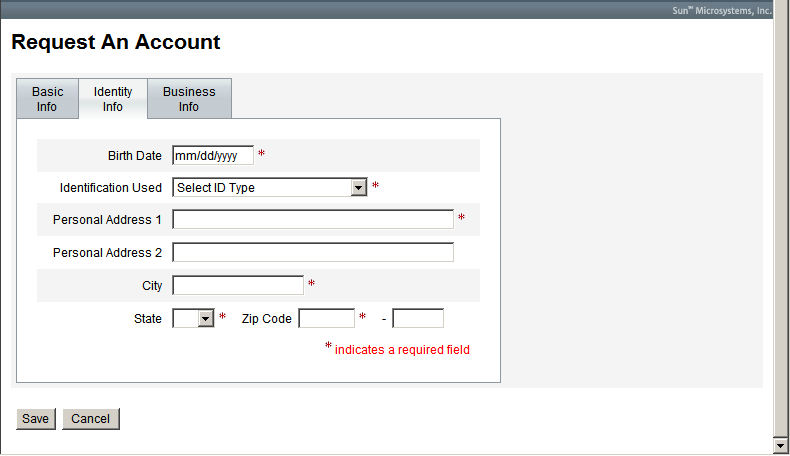 Sun™ Microsystems, Inc.
Request An Account
Basic Info
Identity Info
Business Info
Birth Date mm/dd/yyyy *
Identification Used Select ID Type *
Personal Address 1 *
Personal Address 2
City *
State * Zip Code * -
* indicates a required field
Save Cancel